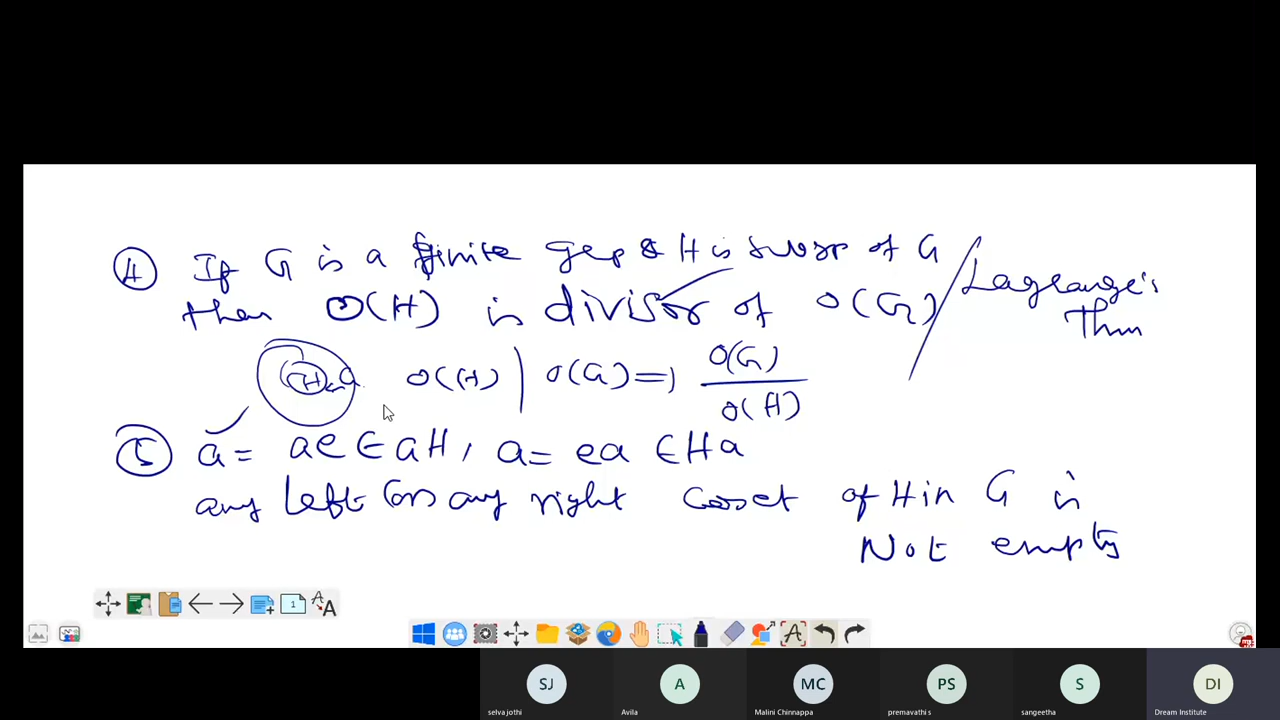 ④ If G is a finite grp & H is subgp of G
then O(H) is divisor of O(G)
Lagrange's
Thm
H a O(H) | O(G) => O(G)/O(H)
⑤ a = ae ∈ aH, a = ea ∈ Ha
any left (or) any right coset of H in G is
Not empty
1
A A
A
SJ A MC PS S DI
selva jothi Avila Malini Chinnappa premavathi s sangeetha Dream Institute